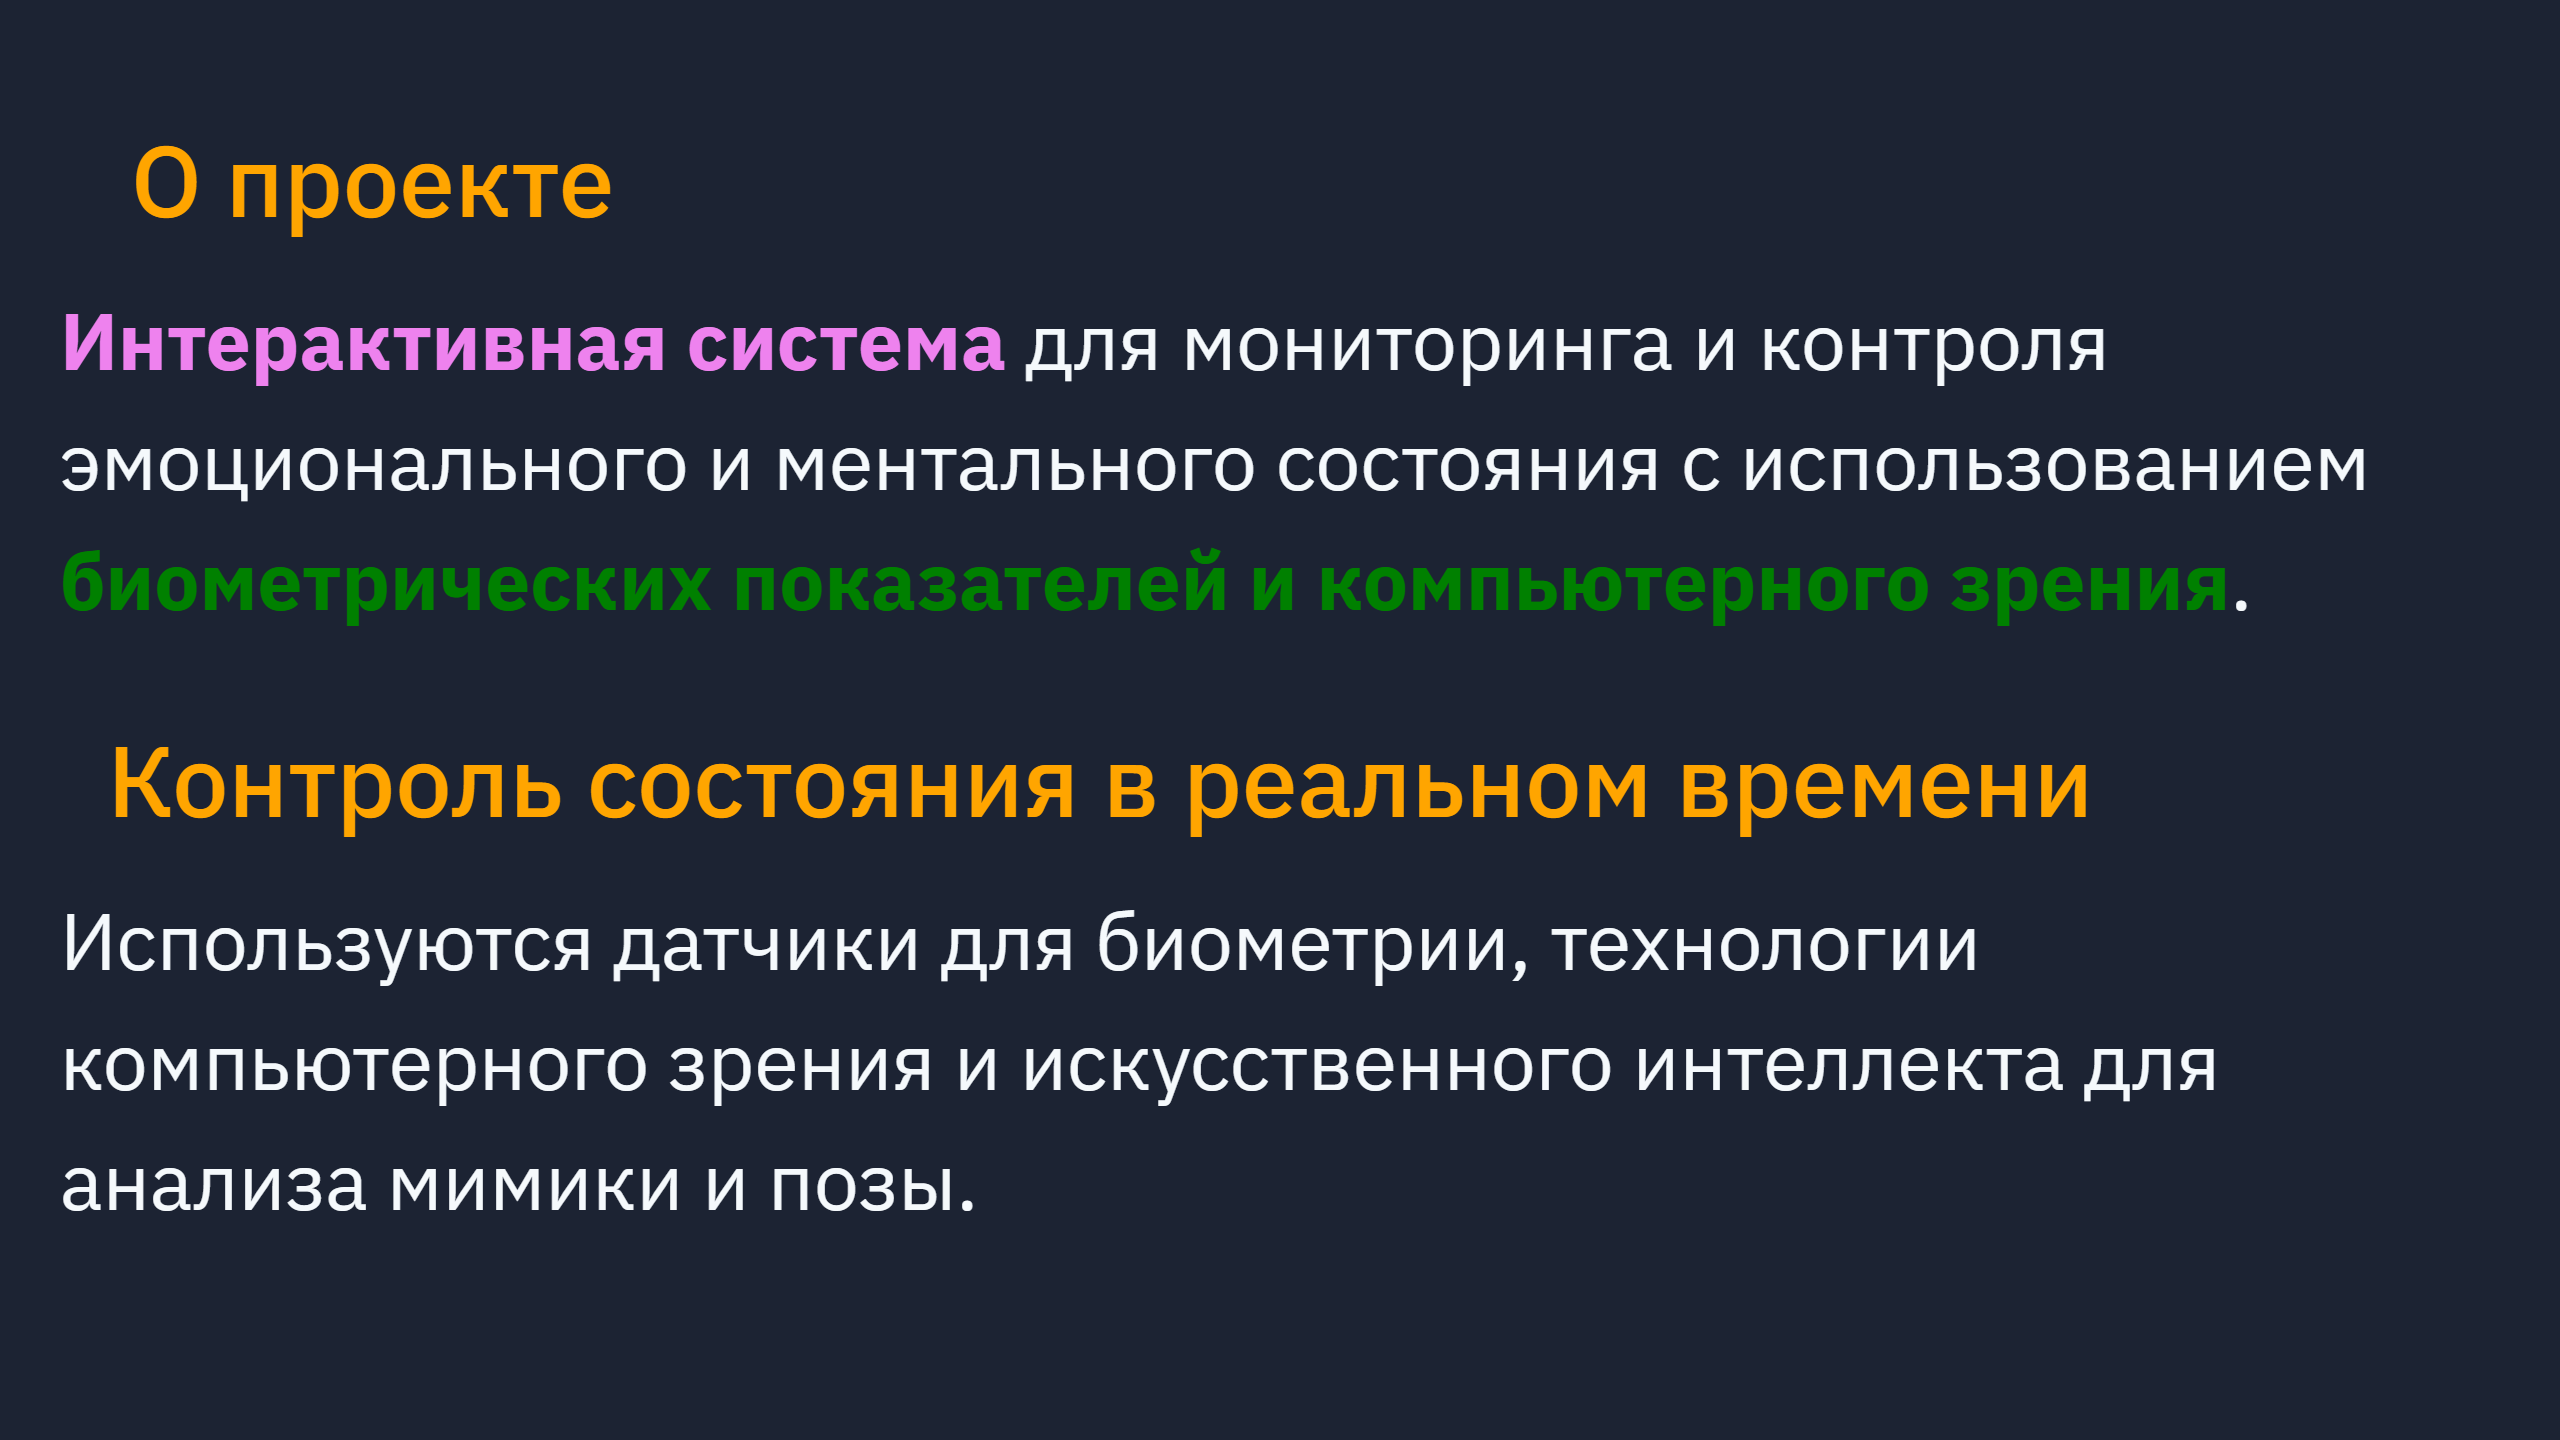 О проекте
Интерактивная система для мониторинга и контроля
эмоционального и ментального состояния с использованием
биометрических показателей и компьютерного зрения.
Контроль состояния в реальном времени
Используются датчики для биометрии, технологии
компьютерного зрения и искусственного интеллекта для
анализа мимики и позы.